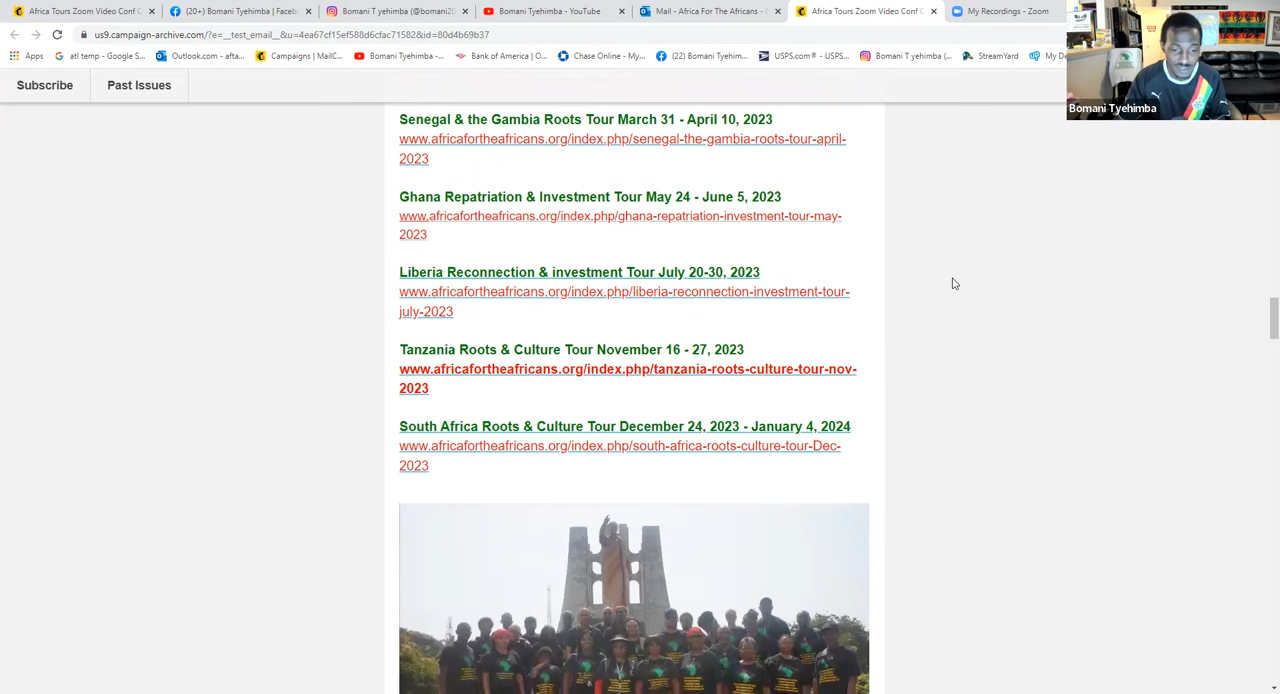 Africa Tours Zoom Video Conf C
(20+) Bomani Tyehimba | Faceb
Bomani T yehimba (@bomani20
Bomani Tyehimba - YouTube
Mail - Africa For The Africans - O
Africa Tours Zoom Video Conf C
My Recordings - Zoom
us9.campaign-archive.com/?e=__test_email__&u=4ea67cf15ef588d6cdac71582&id=80d4b69b37
Apps
atl temp - Google S...
Outlook.com - afta...
Campaigns | MailC...
Bomani Tyehimba -...
Bank of America | O...
Chase Online - My...
(22) Bomani Tyehim...
USPS.com® - USPS...
Bomani T yehimba (...
StreamYard
My De
Subscribe
Past Issues
Bomani Tyehimba
Senegal & the Gambia Roots Tour March 31 - April 10, 2023
www.africafortheafricans.org/index.php/senegal-the-gambia-roots-tour-april-
2023
Ghana Repatriation & Investment Tour May 24 - June 5, 2023
www.africafortheafricans.org/index.php/ghana-repatriation-investment-tour-may-
2023
Liberia Reconnection & investment Tour July 20-30, 2023
www.africafortheafricans.org/index.php/liberia-reconnection-investment-tour-
july-2023
Tanzania Roots & Culture Tour November 16 - 27, 2023
www.africafortheafricans.org/index.php/tanzania-roots-culture-tour-nov-
2023
South Africa Roots & Culture Tour December 24, 2023 - January 4, 2024
www.africafortheafricans.org/index.php/south-africa-roots-culture-tour-Dec-
2023